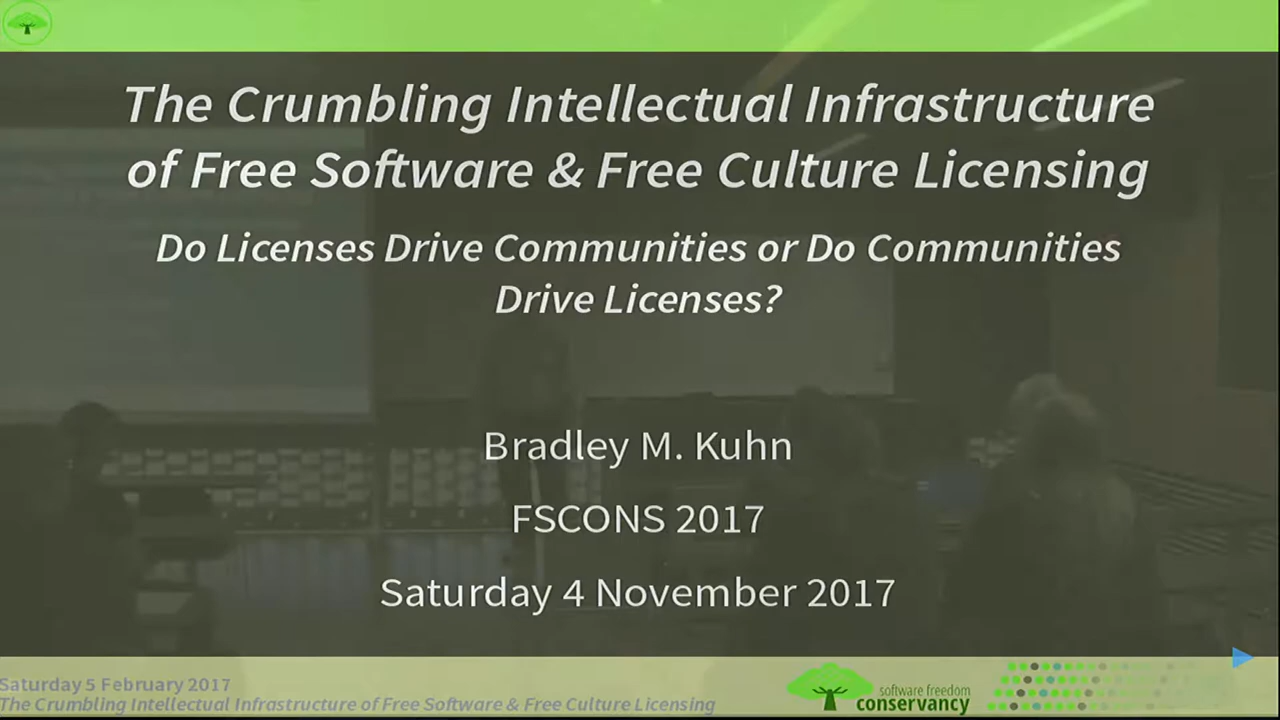 The Crumbling Intellectual Infrastructure
of Free Software & Free Culture Licensing
Do Licenses Drive Communities or Do Communities
Drive Licenses?
Bradley M. Kuhn
FSCONS 2017
Saturday 4 November 2017
Saturday 5 February 2017
The Crumbling Intellectual Infrastructure of Free Software & Free Culture Licensing
software freedom
conservancy